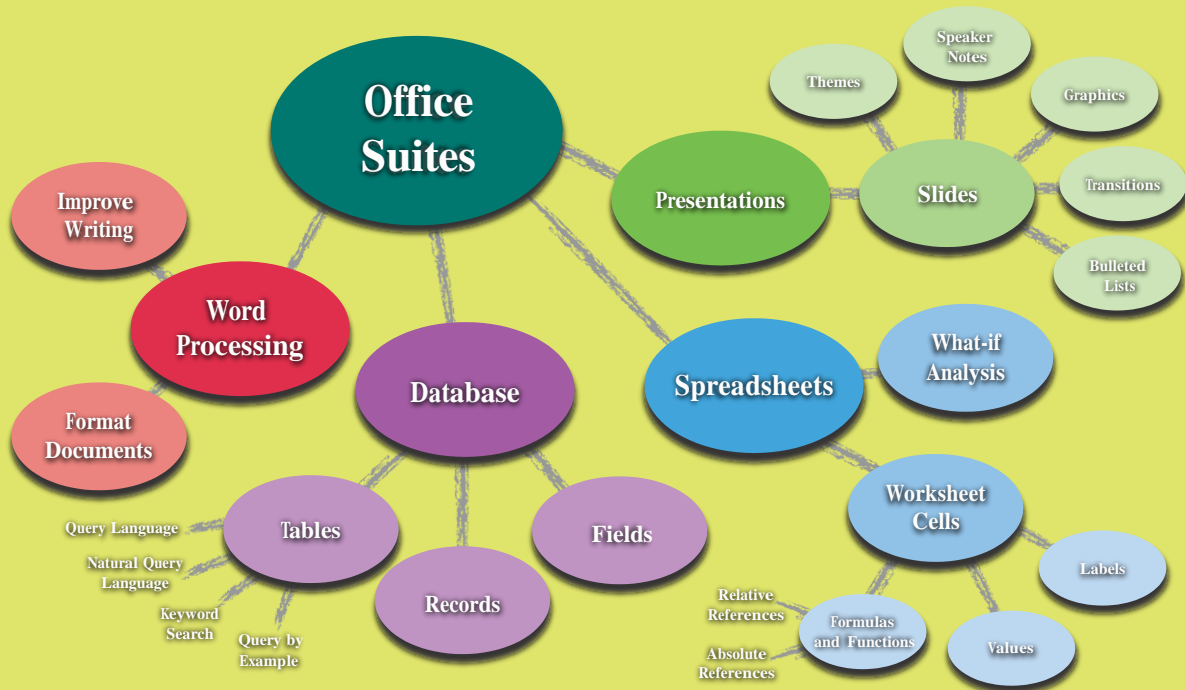 Office
Suites
Speaker
Notes
Themes
Graphics
Presentations
Slides
Transitions
Bulleted
Lists
Improve
Writing
Word
Processing
Format
Documents
Database
Tables
Records
Fields
Query Language
Natural Query
Language
Keyword
Search
Query by
Example
Spreadsheets
What-if
Analysis
Worksheet
Cells
Labels
Values
Formulas
and Functions
Relative
References
Absolute
References